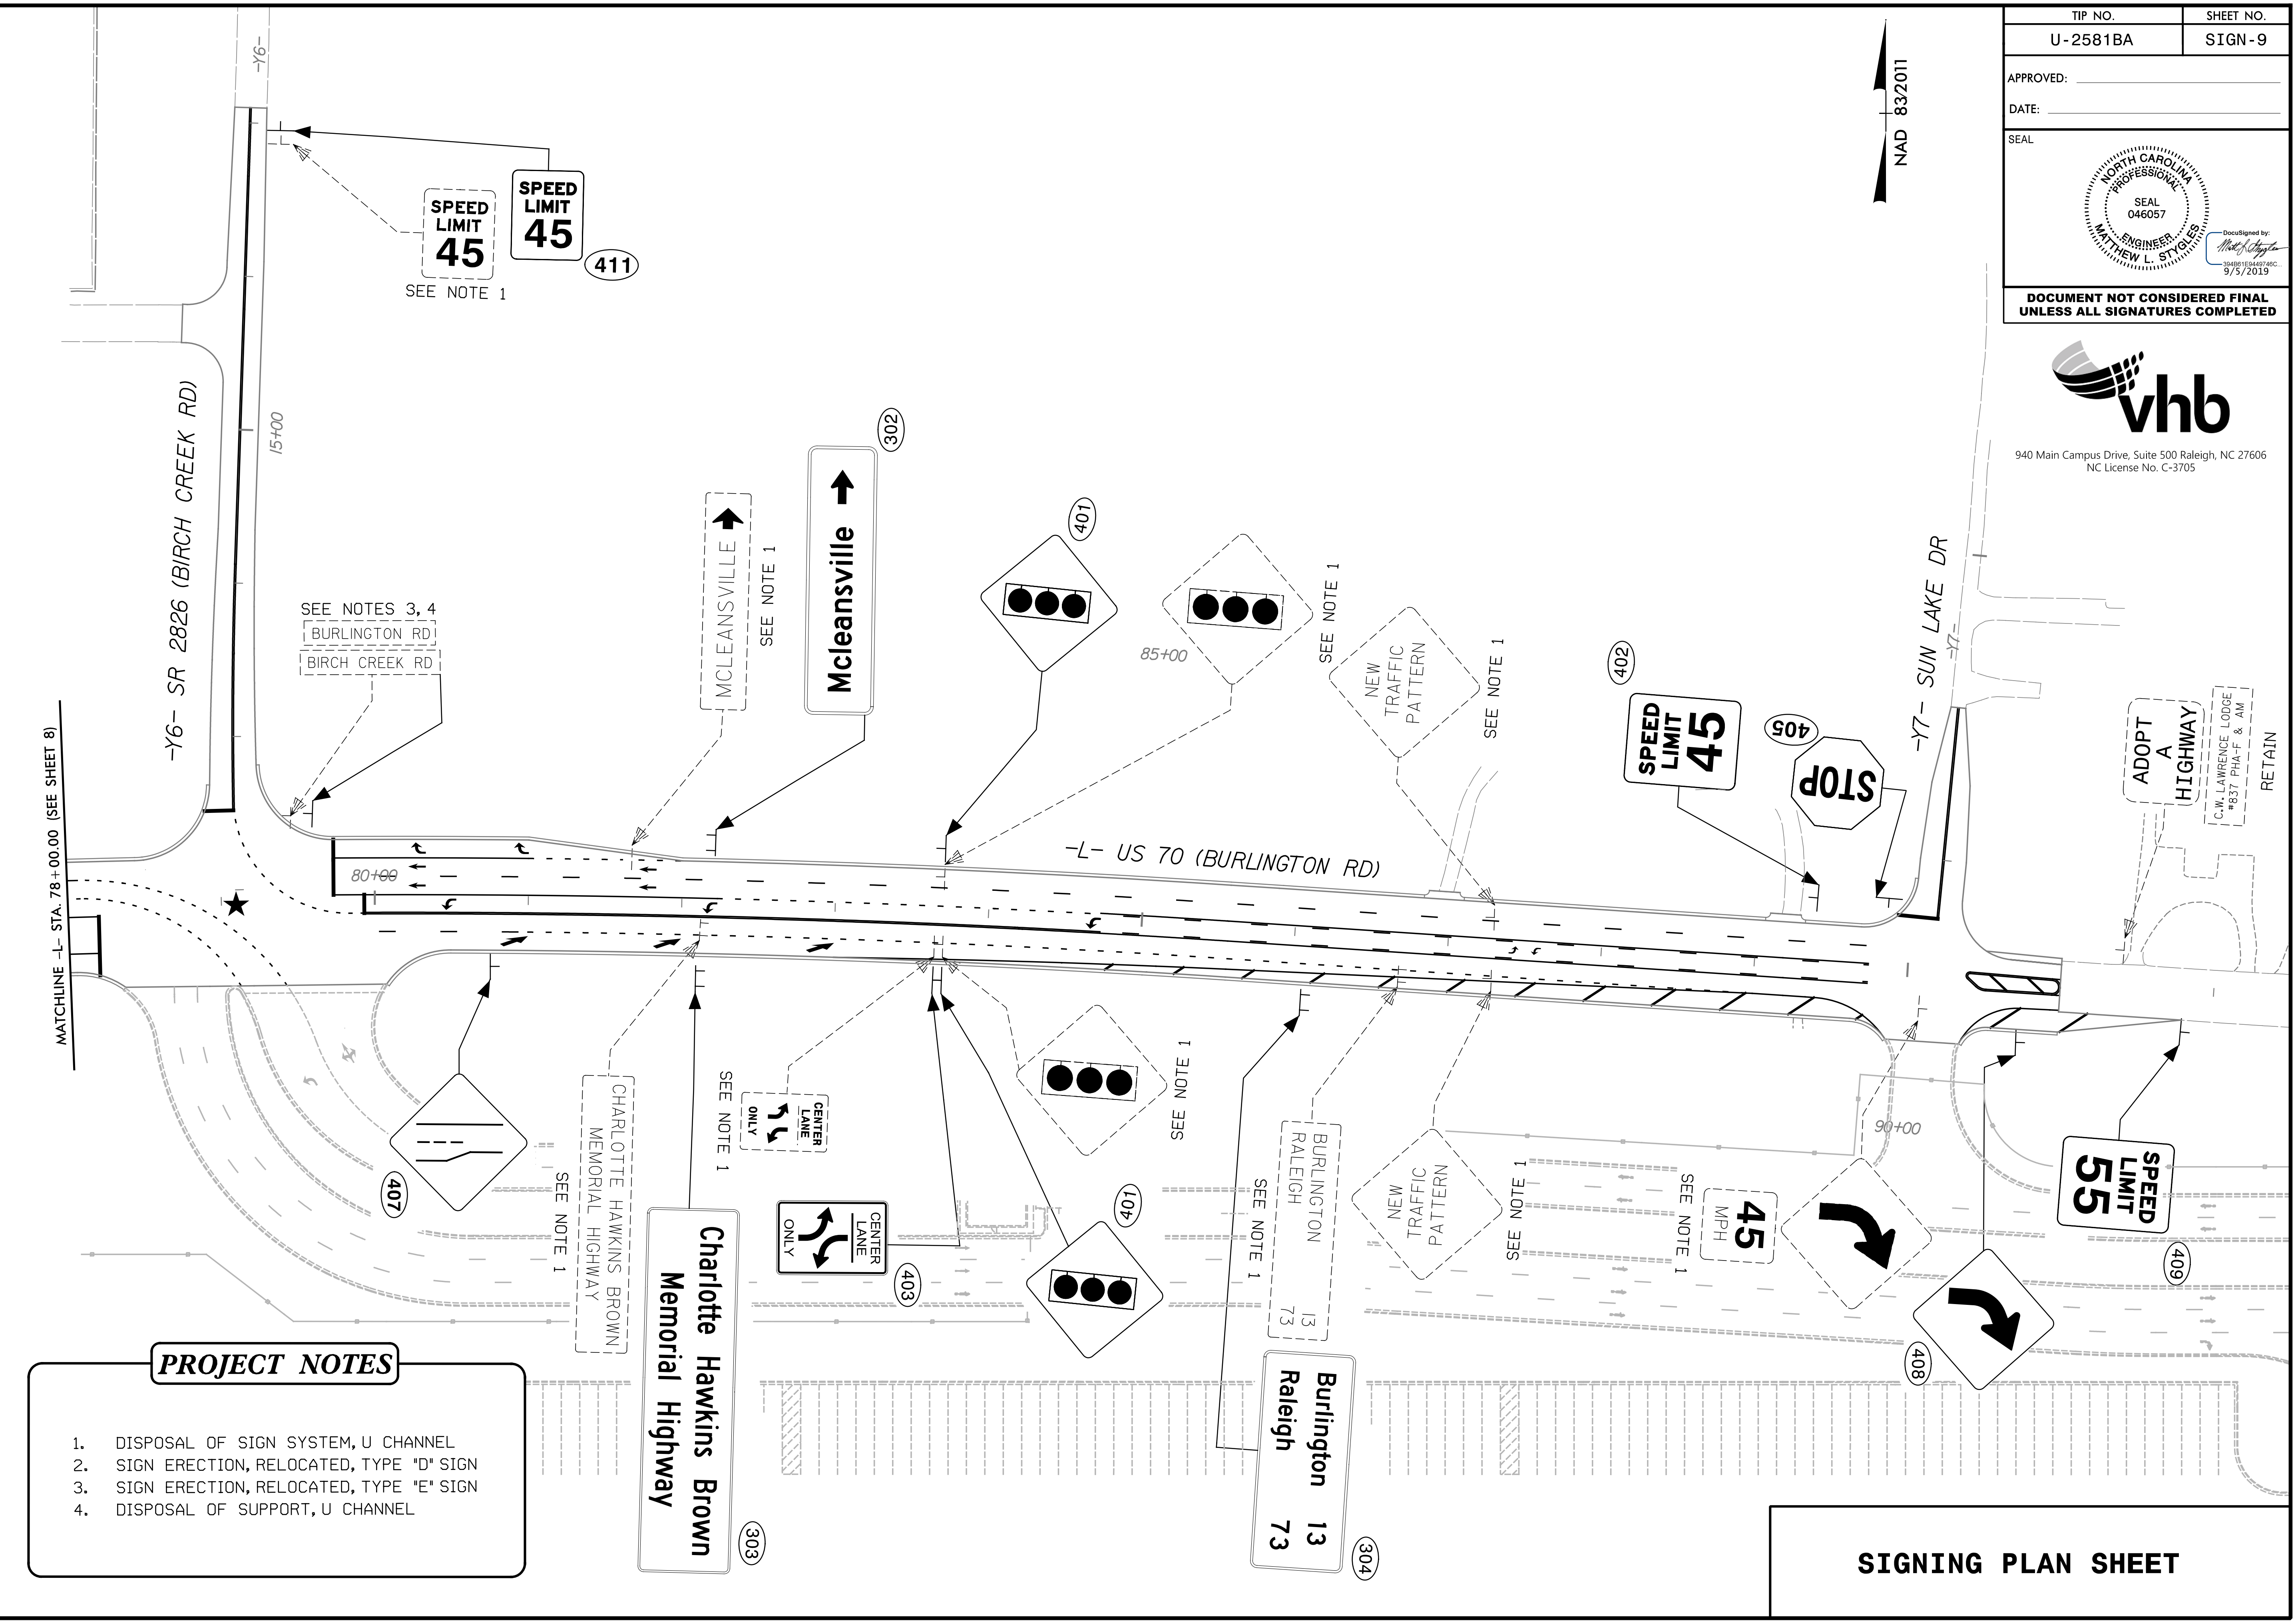 TIP NO.
SHEET NO.
U-2581BA
SIGN-9
APPROVED:
DATE:
SEAL
NORTH CAROLINA
PROFESSIONAL
SEAL
046057
ENGINEER
MATTHEW L. STYGLES
DocuSigned by:
394B61E9449746C...
9/5/2019
DOCUMENT NOT CONSIDERED FINAL
UNLESS ALL SIGNATURES COMPLETED
vhb
940 Main Campus Drive, Suite 500 Raleigh, NC 27606
NC License No. C-3705
NAD 83/2011
-Y6-
SPEED
LIMIT
45
SEE NOTE 1
SPEED
LIMIT
45
411
-Y6- SR 2826 (BIRCH CREEK RD)
15+00
SEE NOTES 3, 4
BURLINGTON RD
BIRCH CREEK RD
MCLEANSVILLE
SEE NOTE 1
Mcleansville
302
401
85+00
SEE NOTE 1
NEW
TRAFFIC
PATTERN
SEE NOTE 1
402
SPEED
LIMIT
45
405
STOP
-Y7- SUN LAKE DR
-Y7-
ADOPT
A
HIGHWAY
C.W. LAWRENCE LODGE
#837 PHA-F & AM
RETAIN
MATCHLINE -L- STA. 78+00.00 (SEE SHEET 8)
80+00
-L- US 70 (BURLINGTON RD)
407
CHARLOTTE HAWKINS BROWN
MEMORIAL HIGHWAY
SEE NOTE 1
Charlotte Hawkins Brown
Memorial Highway
303
CENTER
LANE
ONLY
SEE NOTE 1
CENTER
LANE
ONLY
403
SEE NOTE 1
401
BURLINGTON 13
RALEIGH 73
SEE NOTE 1
Burlington 13
Raleigh 73
304
NEW
TRAFFIC
PATTERN
SEE NOTE 1
45
MPH
SEE NOTE 1
90+00
408
SPEED
LIMIT
55
409
PROJECT NOTES
1. DISPOSAL OF SIGN SYSTEM, U CHANNEL
2. SIGN ERECTION, RELOCATED, TYPE "D" SIGN
3. SIGN ERECTION, RELOCATED, TYPE "E" SIGN
4. DISPOSAL OF SUPPORT, U CHANNEL
SIGNING PLAN SHEET